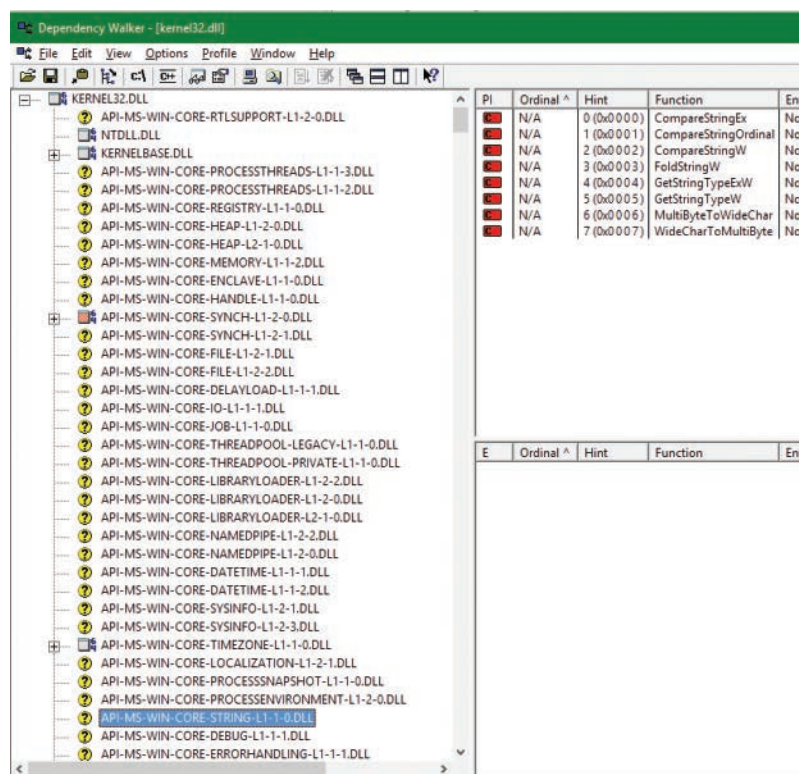 Dependency Walker - [kernel32.dll]
File Edit View Options Profile Window Help
KERNEL32.DLL
API-MS-WIN-CORE-RTLSUPPORT-L1-2-0.DLL
NTDLL.DLL
KERNELBASE.DLL
API-MS-WIN-CORE-PROCESSTHREADS-L1-1-3.DLL
API-MS-WIN-CORE-PROCESSTHREADS-L1-1-2.DLL
API-MS-WIN-CORE-REGISTRY-L1-1-0.DLL
API-MS-WIN-CORE-HEAP-L1-2-0.DLL
API-MS-WIN-CORE-HEAP-L2-1-0.DLL
API-MS-WIN-CORE-MEMORY-L1-1-2.DLL
API-MS-WIN-CORE-ENCLAVE-L1-1-0.DLL
API-MS-WIN-CORE-HANDLE-L1-1-0.DLL
API-MS-WIN-CORE-SYNCH-L1-2-0.DLL
API-MS-WIN-CORE-SYNCH-L1-2-1.DLL
API-MS-WIN-CORE-FILE-L1-2-1.DLL
API-MS-WIN-CORE-FILE-L1-2-2.DLL
API-MS-WIN-CORE-DELAYLOAD-L1-1-1.DLL
API-MS-WIN-CORE-IO-L1-1-1.DLL
API-MS-WIN-CORE-JOB-L1-1-0.DLL
API-MS-WIN-CORE-THREADPOOL-LEGACY-L1-1-0.DLL
API-MS-WIN-CORE-THREADPOOL-PRIVATE-L1-1-0.DLL
API-MS-WIN-CORE-LIBRARYLOADER-L1-2-2.DLL
API-MS-WIN-CORE-LIBRARYLOADER-L1-2-0.DLL
API-MS-WIN-CORE-LIBRARYLOADER-L2-1-0.DLL
API-MS-WIN-CORE-NAMEDPIPE-L1-2-2.DLL
API-MS-WIN-CORE-NAMEDPIPE-L1-2-0.DLL
API-MS-WIN-CORE-DATETIME-L1-1-1.DLL
API-MS-WIN-CORE-DATETIME-L1-1-2.DLL
API-MS-WIN-CORE-SYSINFO-L1-2-1.DLL
API-MS-WIN-CORE-SYSINFO-L1-2-3.DLL
API-MS-WIN-CORE-TIMEZONE-L1-1-0.DLL
API-MS-WIN-CORE-LOCALIZATION-L1-2-1.DLL
API-MS-WIN-CORE-PROCESSSNAPSHOT-L1-1-0.DLL
API-MS-WIN-CORE-PROCESSENVIRONMENT-L1-2-0.DLL
API-MS-WIN-CORE-STRING-L1-1-0.DLL
API-MS-WIN-CORE-DEBUG-L1-1-1.DLL
API-MS-WIN-CORE-ERRORHANDLING-L1-1-1.DLL
PI Ordinal ^ Hint Function En
C N/A 0 (0x0000) CompareStringEx No
C N/A 1 (0x0001) CompareStringOrdinal No
C N/A 2 (0x0002) CompareStringW No
C N/A 3 (0x0003) FoldStringW No
C N/A 4 (0x0004) GetStringTypeExW No
C N/A 5 (0x0005) GetStringTypeW No
C N/A 6 (0x0006) MultiByteToWideChar No
C N/A 7 (0x0007) WideCharToMultiByte No
E Ordinal ^ Hint Function En